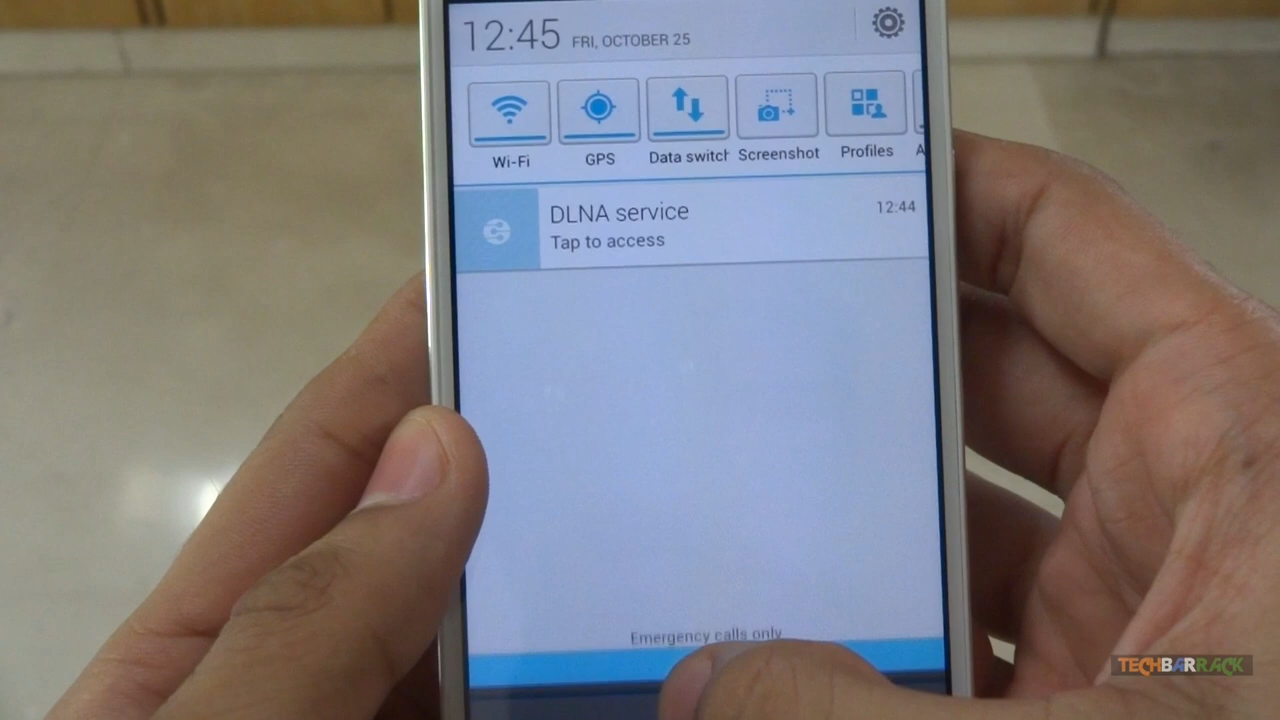 12:45 FRI, OCTOBER 25
Wi-Fi GPS Data switch Screenshot Profiles A
DLNA service 12:44
Tap to access
Emergency calls only
TECHBARRACK